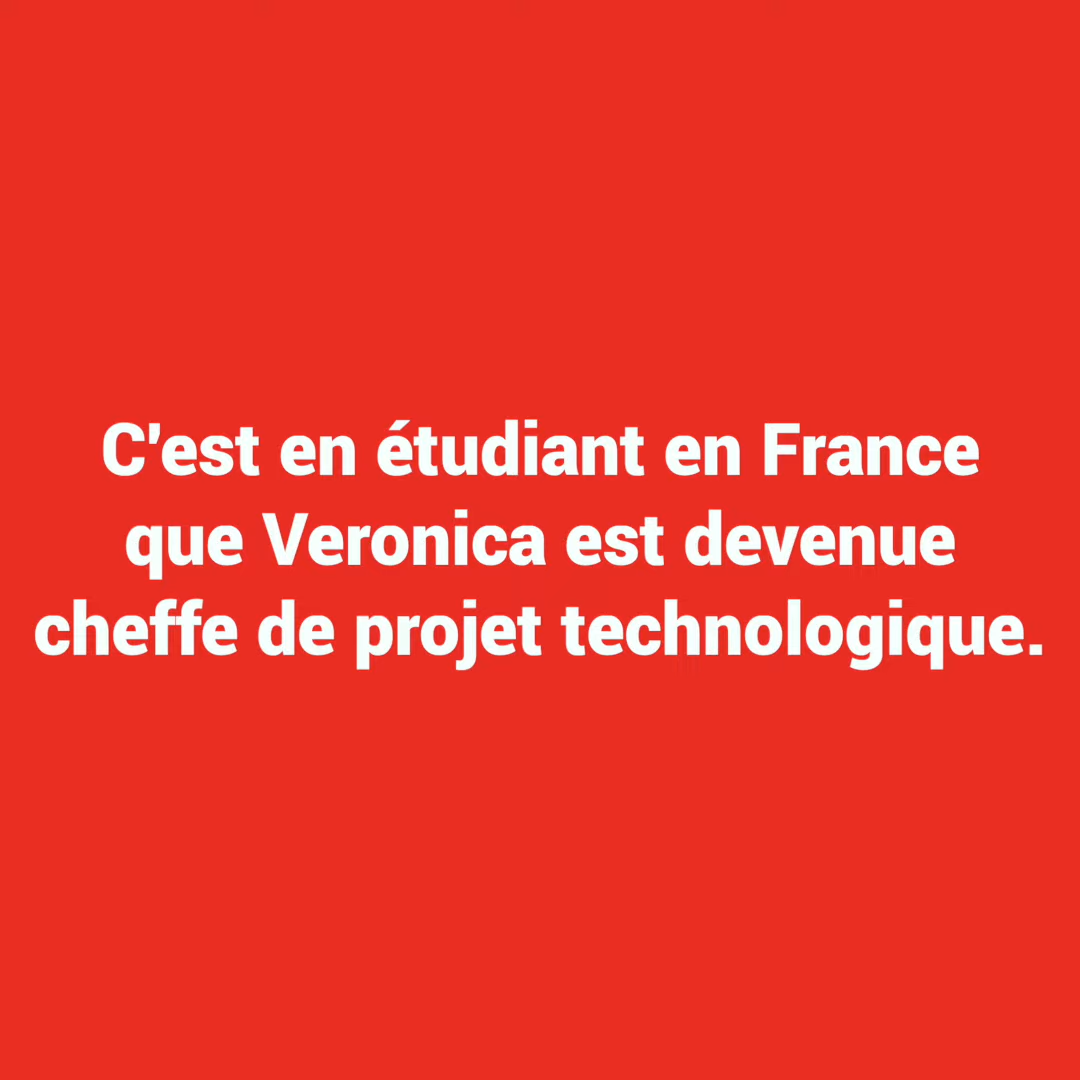 C'est en étudiant en France
que Veronica est devenue
cheffe de projet technologique.